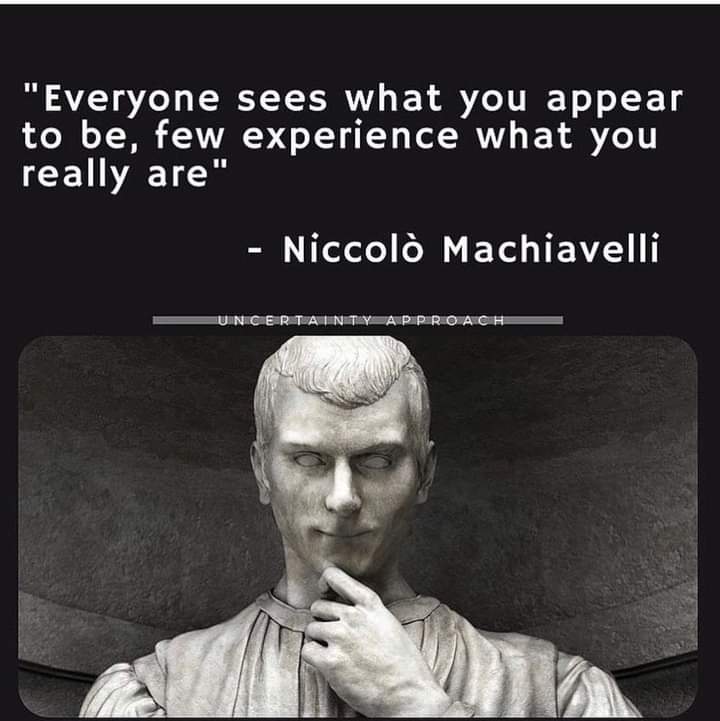 "Everyone sees what you appear
to be, few experience what you
really are"
- Niccolò Machiavelli
UNCERTAINTY APPROACH